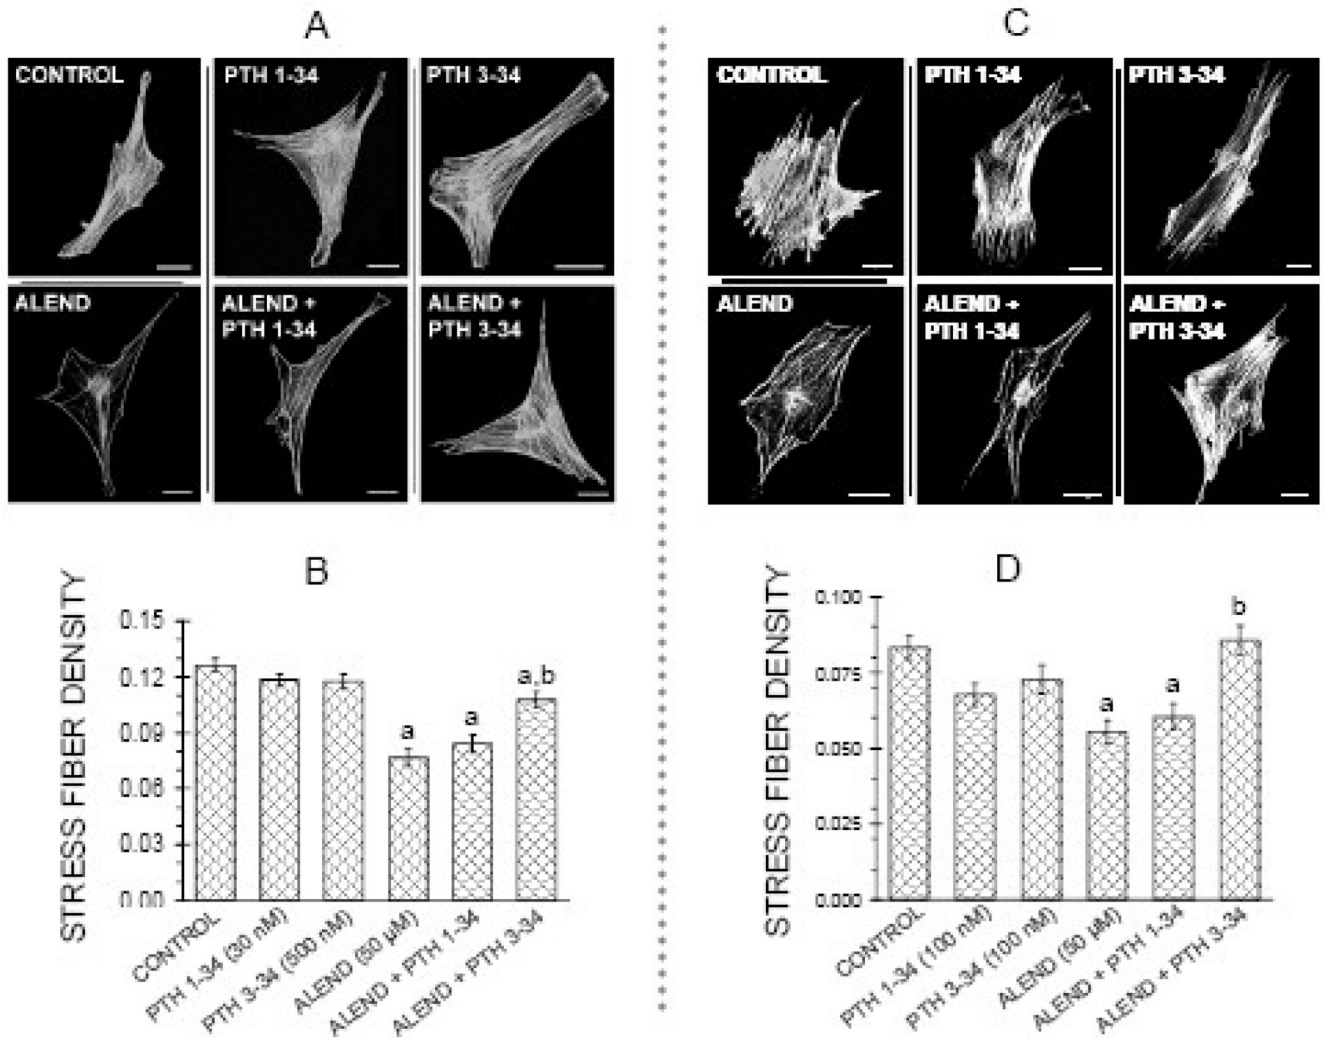 A
CONTROL
PTH 1-34
PTH 3-34
ALEND
ALEND +
PTH 1-34
ALEND +
PTH 3-34
B
STRESS FIBER DENSITY
0.15
0.12
0.09
0.06
0.03
0.00
a
a
a,b
CONTROL
PTH 1-34 (30 nM)
PTH 3-34 (500 nM)
ALEND (50 µM)
ALEND + PTH 1-34
ALEND + PTH 3-34
C
CONTROL
PTH 1-34
PTH 3-34
ALEND
ALEND +
PTH 1-34
ALEND +
PTH 3-34
D
STRESS FIBER DENSITY
0.100
0.075
0.050
0.025
0.000
a
a
b
CONTROL
PTH 1-34 (100 nM)
PTH 3-34 (100 nM)
ALEND (50 µM)
ALEND + PTH 1-34
ALEND + PTH 3-34